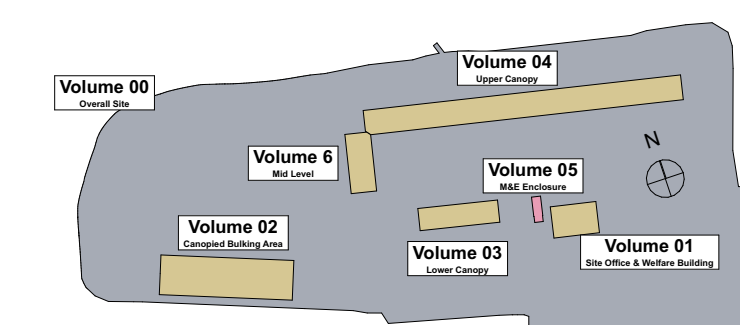 Volume 04
Upper Canopy
Volume 00
Overall Site
N
Volume 6
Mid Level
Volume 05
M&E Enclosure
Volume 02
Canopied Bulking Area
Volume 03
Lower Canopy
Volume 01
Site Office & Welfare Building